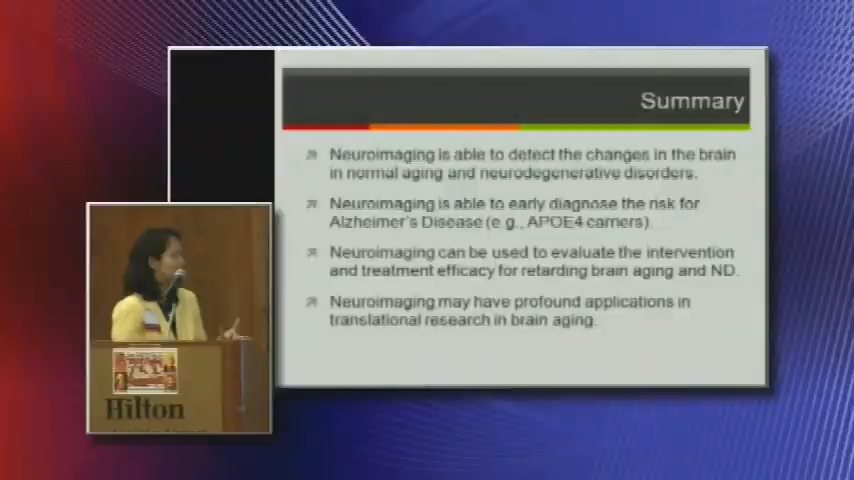 Summary
Neuroimaging is able to detect the changes in the brain
in normal aging and neurodegenerative disorders.
Neuroimaging is able to early diagnose the risk for
Alzheimer's Disease (e.g., APOE4 carriers).
Neuroimaging can be used to evaluate the intervention
and treatment efficacy for retarding brain aging and ND.
Neuroimaging may have profound applications in
translational research in brain aging.
Hilton